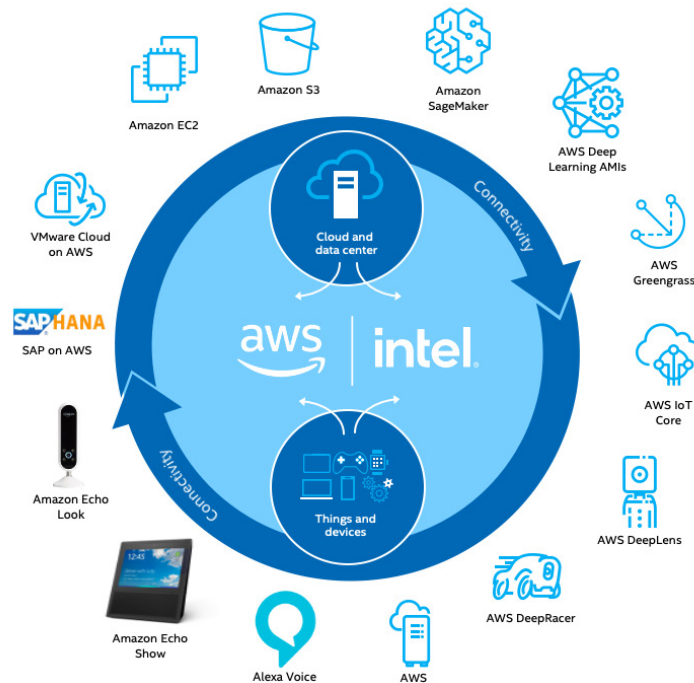 Amazon S3
Amazon
SageMaker
Amazon EC2
AWS Deep
Learning AMIs
Connectivity
Cloud and
data center
VMware Cloud
on AWS
AWS
Greengrass
SAP HANA
SAP on AWS
aws
intel.
AWS IoT
Core
Amazon Echo
Look
Connectivity
Things and
devices
AWS DeepLens
12:45
Amazon Echo
Show
AWS DeepRacer
Alexa Voice
AWS